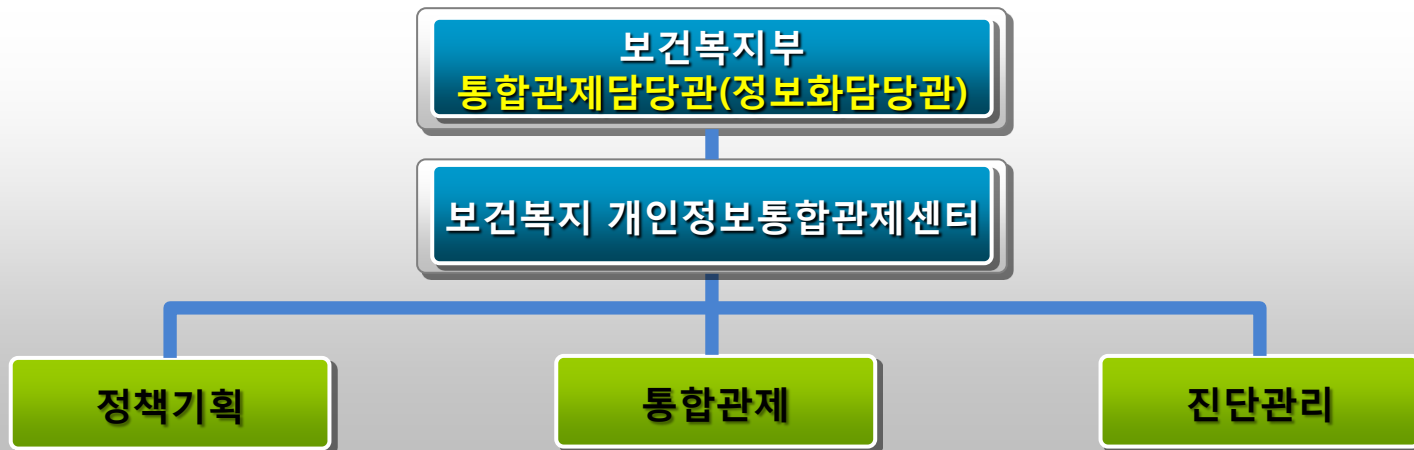 보건복지부
통합관제담당관(정보화담당관)
보건복지 개인정보통합관제센터
정책기획
통합관제
진단관리